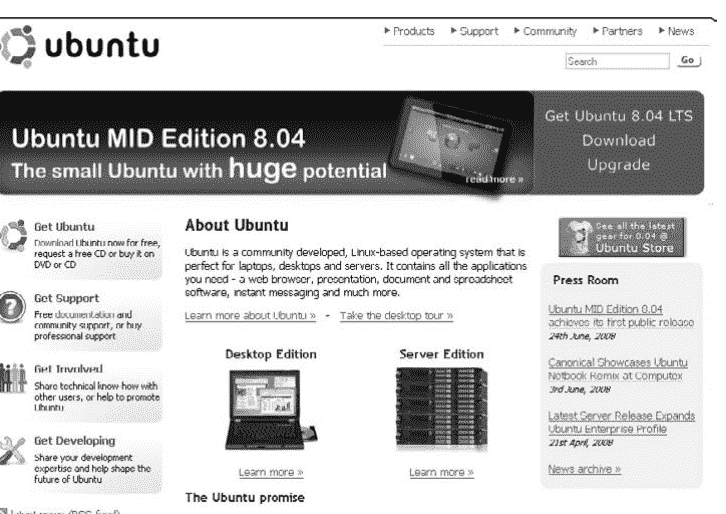 ubuntu
Products Support Community Partners News
Search Go
Ubuntu MID Edition 8.04
The small Ubuntu with huge potential
read more »
Get Ubuntu 8.04 LTS
Download
Upgrade
Get Ubuntu
Download Ubuntu now for free,
request a free CD or buy it on
DVD or CD
Get Support
Free documentation and
community support, or buy
professional support
Get Involved
Share technical know how with
other users, or help to promote
Ubuntu
Get Developing
Share your development
expertise and help shape the
future of Ubuntu
Latest news (RSS feed)
About Ubuntu
Ubuntu is a community developed, Linux-based operating system that is
perfect for laptops, desktops and servers. It contains all the applications
you need - a web browser, presentation, document and spreadsheet
software, instant messaging and much more.
Learn more about Ubuntu » - Take the desktop tour »
Desktop Edition
Learn more »
Server Edition
Learn more »
The Ubuntu promise
See all the latest
gear for 8.04 @
Ubuntu Store
Press Room
Ubuntu MID Edition 8.04
achieves its first public release
24th June, 2008
Canonical Showcases Ubuntu
Netbook Remix at Computex
3rd June, 2008
Latest Server Release Expands
Ubuntu Enterprise Profile
21st April, 2008
News archive »